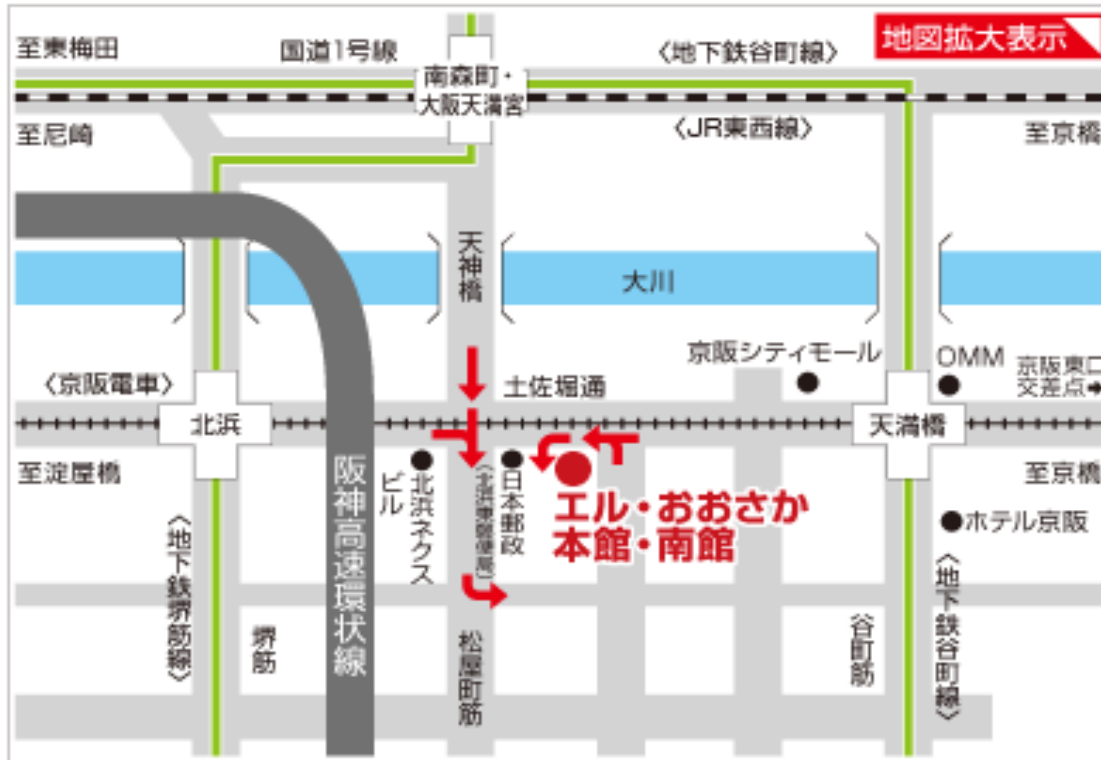 至東梅田
国道1号線
〈地下鉄谷町線〉
地図拡大表示
南森町・
大阪天満宮
至尼崎
〈JR東西線〉
至京橋
天神橋
大川
京阪シティモール
OMM
京阪東口
交差点➡
〈京阪電車〉
土佐堀通
北浜
天満橋
至淀屋橋
至京橋
阪神高速環状線
北浜ネクス
ビル
〈北浜東郵便局〉
日本郵政
エル・おおさか
本館・南館
ホテル京阪
〈地下鉄堺筋線〉
堺筋
松屋町筋
谷町筋
〈地下鉄谷町線〉